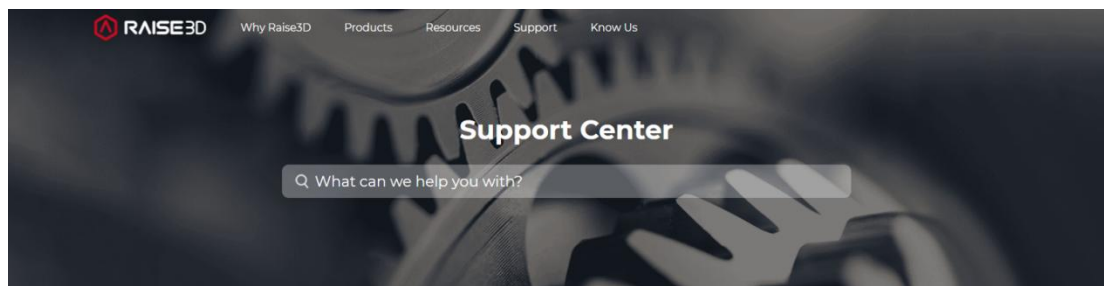 RAISE3D Why Raise3D Products Resources Support Know Us
Support Center
What can we help you with?